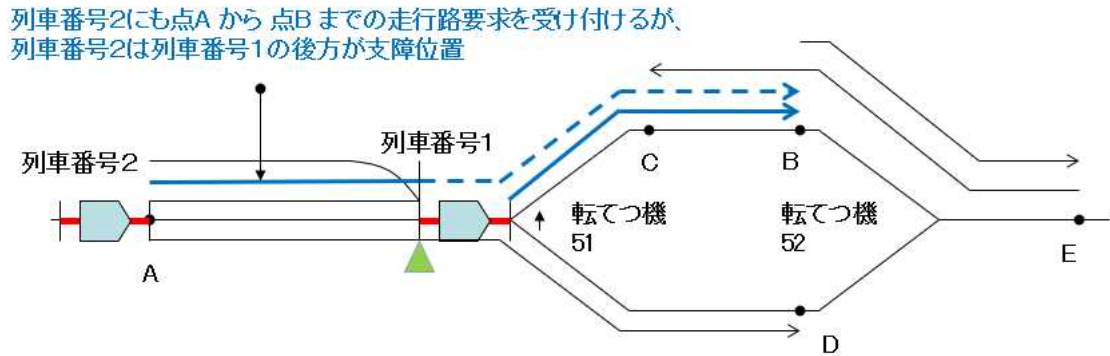 列車番号2にも点A から 点B までの走行路要求を受け付けるが、
列車番号2は列車番号1の後方が支障位置
列車番号2
列車番号1
A
C
B
転てつ機
51
転てつ機
52
E
D